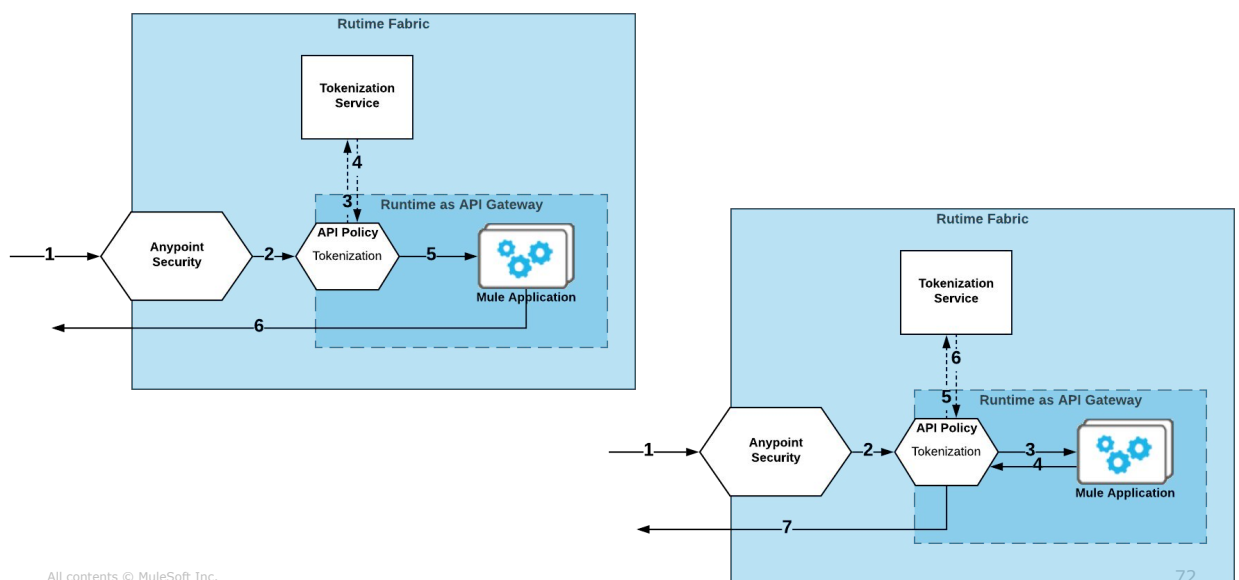 Rutime Fabric
Tokenization
Service
4
3
Runtime as API Gateway
API Policy
Tokenization
1
Anypoint
Security
2
5
Mule Application
6
Rutime Fabric
Tokenization
Service
6
5
Runtime as API Gateway
API Policy
Tokenization
1
Anypoint
Security
2
3
4
Mule Application
7
All contents © MuleSoft Inc.
72